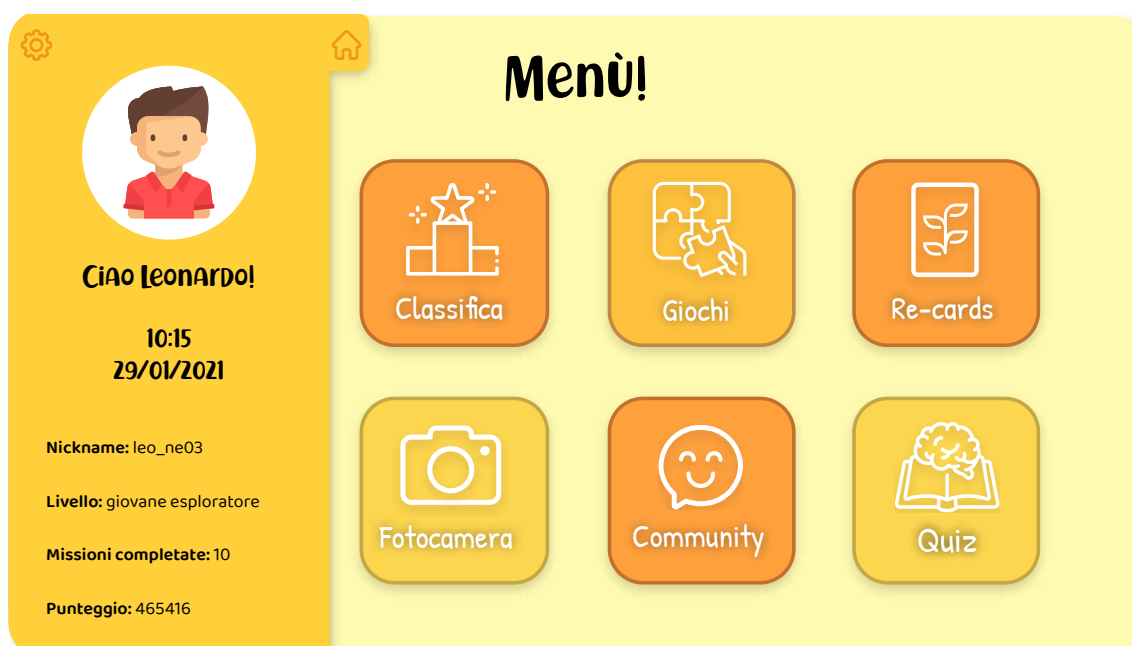 Menù!
Ciao Leonardo!
10:15
29/01/2021
Nickname: leo_ne03
Livello: giovane esploratore
Missioni completate: 10
Punteggio: 465416
Classifica
Giochi
Re-cards
Fotocamera
Community
Quiz